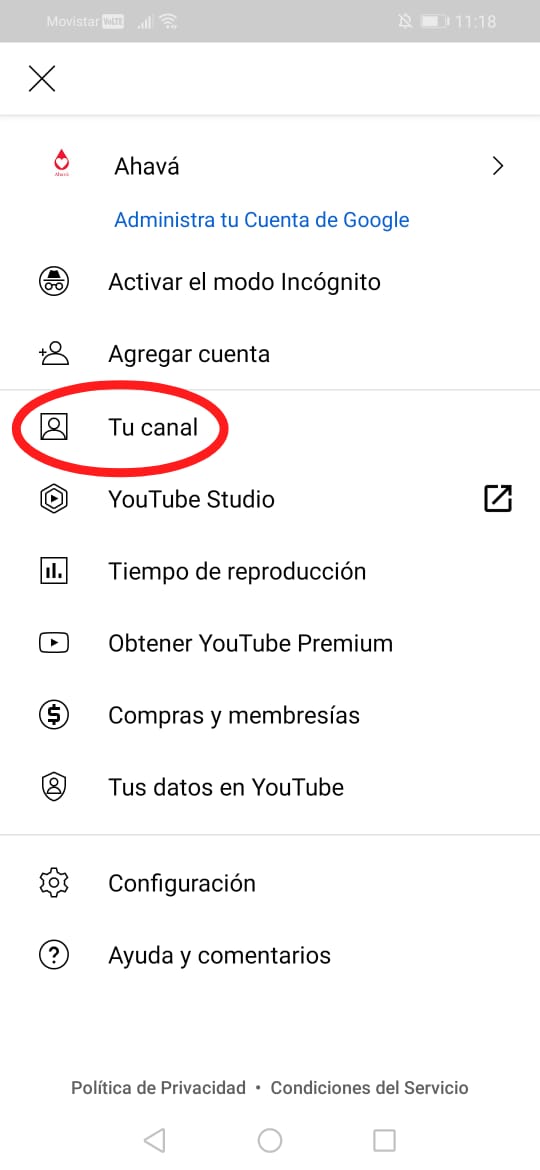 Movistar VoLTE 11:18
Ahavá
Ahavá
Administra tu Cuenta de Google
Activar el modo Incógnito
Agregar cuenta
Tu canal
YouTube Studio
Tiempo de reproducción
Obtener YouTube Premium
Compras y membresías
Tus datos en YouTube
Configuración
Ayuda y comentarios
Política de Privacidad • Condiciones del Servicio